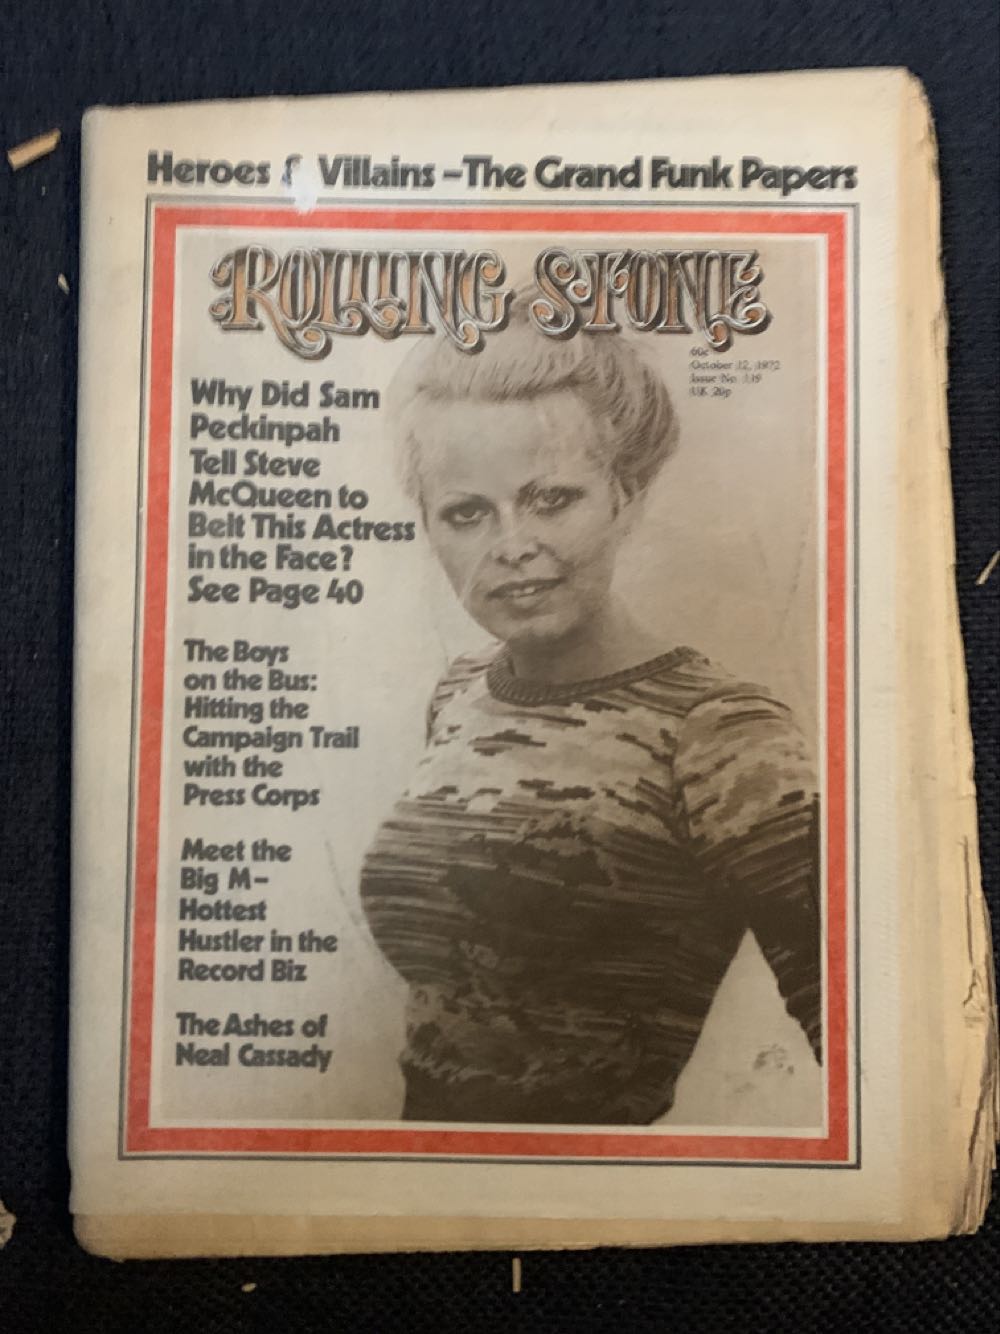 Heroes & Villains – The Grand Funk Papers
ROLLING STONE
60c
October 12, 1972
Issue No. 119
UK 20p
Why Did Sam
Peckinpah
Tell Steve
McQueen to
Belt This Actress
in the Face?
See Page 40
The Boys
on the Bus:
Hitting the
Campaign Trail
with the
Press Corps
Meet the
Big M–
Hottest
Hustler in the
Record Biz
The Ashes of
Neal Cassady